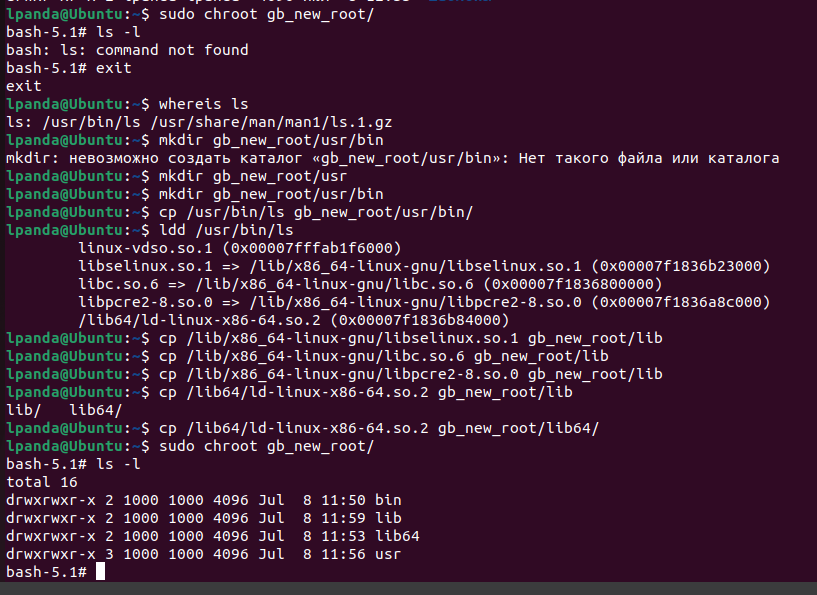 lpanda@Ubuntu:~$ sudo chroot gb_new_root/
bash-5.1# ls -l
bash: ls: command not found
bash-5.1# exit
exit
lpanda@Ubuntu:~$ whereis ls
ls: /usr/bin/ls /usr/share/man/man1/ls.1.gz
lpanda@Ubuntu:~$ mkdir gb_new_root/usr/bin
mkdir: невозможно создать каталог «gb_new_root/usr/bin»: Нет такого файла или каталога
lpanda@Ubuntu:~$ mkdir gb_new_root/usr
lpanda@Ubuntu:~$ mkdir gb_new_root/usr/bin
lpanda@Ubuntu:~$ cp /usr/bin/ls gb_new_root/usr/bin/
lpanda@Ubuntu:~$ ldd /usr/bin/ls
linux-vdso.so.1 (0x00007fffab1f6000)
libselinux.so.1 => /lib/x86_64-linux-gnu/libselinux.so.1 (0x00007f1836b23000)
libc.so.6 => /lib/x86_64-linux-gnu/libc.so.6 (0x00007f1836800000)
libpcre2-8.so.0 => /lib/x86_64-linux-gnu/libpcre2-8.so.0 (0x00007f1836a8c000)
/lib64/ld-linux-x86-64.so.2 (0x00007f1836b84000)
lpanda@Ubuntu:~$ cp /lib/x86_64-linux-gnu/libselinux.so.1 gb_new_root/lib
lpanda@Ubuntu:~$ cp /lib/x86_64-linux-gnu/libc.so.6 gb_new_root/lib
lpanda@Ubuntu:~$ cp /lib/x86_64-linux-gnu/libpcre2-8.so.0 gb_new_root/lib
lpanda@Ubuntu:~$ cp /lib64/ld-linux-x86-64.so.2 gb_new_root/lib
lib/   lib64/
lpanda@Ubuntu:~$ cp /lib64/ld-linux-x86-64.so.2 gb_new_root/lib64/
lpanda@Ubuntu:~$ sudo chroot gb_new_root/
bash-5.1# ls -l
total 16
drwxrwxr-x 2 1000 1000 4096 Jul  8 11:50 bin
drwxrwxr-x 2 1000 1000 4096 Jul  8 11:59 lib
drwxrwxr-x 2 1000 1000 4096 Jul  8 11:53 lib64
drwxrwxr-x 3 1000 1000 4096 Jul  8 11:56 usr
bash-5.1#